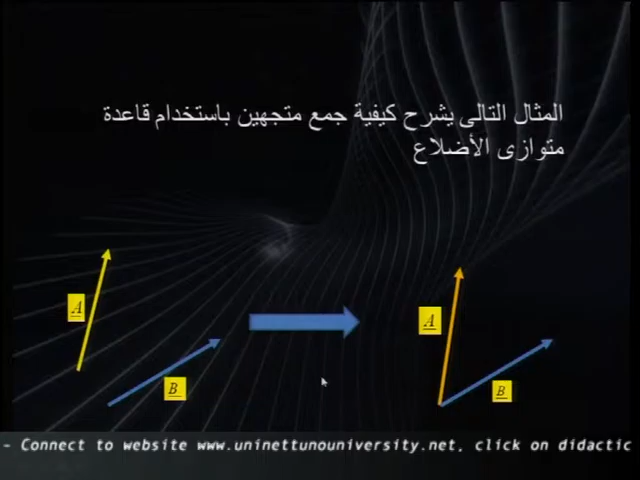 المثال التالى يشرح كيفية جمع متجهين باستخدام قاعدة
متوازى الأضلاع
A
A
B
B
- Connect to website www.uninettunouniversity.net, click on didactic